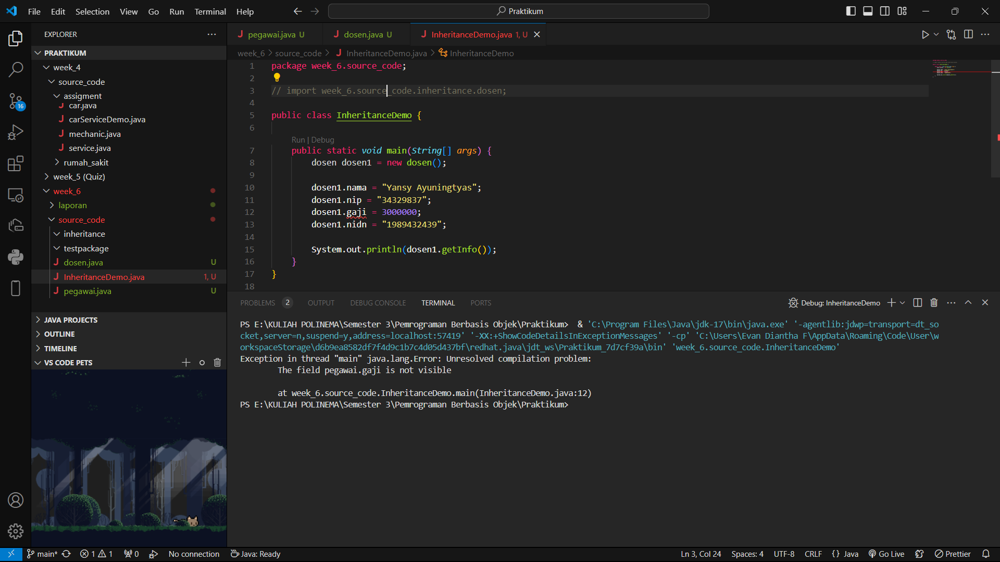 File Edit Selection View Go Run Terminal Help
Praktikum
EXPLORER
PRAKTIKUM
week_4
source_code
assigment
car.java
carServiceDemo.java
mechanic.java
service.java
rumah_sakit
week_5 (Quiz)
week_6
laporan
source_code
inheritance
testpackage
dosen.java U
InheritanceDemo.java 1, U
pegawai.java U
JAVA PROJECTS
OUTLINE
TIMELINE
VS CODE PETS
16
pegawai.java U dosen.java U InheritanceDemo.java 1, U
week_6 > source_code > InheritanceDemo.java > InheritanceDemo
1 package week_6.source_code;
2
3 // import week_6.source_code.inheritance.dosen;
4
5 public class InheritanceDemo {
6
Run | Debug
7 public static void main(String[] args) {
8 dosen dosen1 = new dosen();
9
10 dosen1.nama = "Yansy Ayuningtyas";
11 dosen1.nip = "34329837";
12 dosen1.gaji = 3000000;
13 dosen1.nidn = "1989432439";
14
15 System.out.println(dosen1.getInfo());
16 }
17 }
18
PROBLEMS 2 OUTPUT DEBUG CONSOLE TERMINAL PORTS
Debug: InheritanceDemo
PS E:\KULIAH POLINEMA\Semester 3\Pemrograman Berbasis Objek\Praktikum> & 'C:\Program Files\Java\jdk-17\bin\java.exe' '-agentlib:jdwp=transport=dt_so
cket,server=n,suspend=y,address=localhost:57419' '-XX:+ShowCodeDetailsInExceptionMessages' '-cp' 'C:\Users\Evan Diantha F\AppData\Roaming\Code\User\w
orkspaceStorage\d6b9ea8582df7f4d9c1b7c4d05d437bf\redhat.java\jdt_ws\Praktikum_7d7cf39a\bin' 'week_6.source_code.InheritanceDemo'
Exception in thread "main" java.lang.Error: Unresolved compilation problem:
The field pegawai.gaji is not visible
at week_6.source_code.InheritanceDemo.main(InheritanceDemo.java:12)
PS E:\KULIAH POLINEMA\Semester 3\Pemrograman Berbasis Objek\Praktikum>
main* 1 1 0 No connection Java: Ready
Ln 3, Col 24 Spaces: 4 UTF-8 CRLF {} Java Go Live Prettier